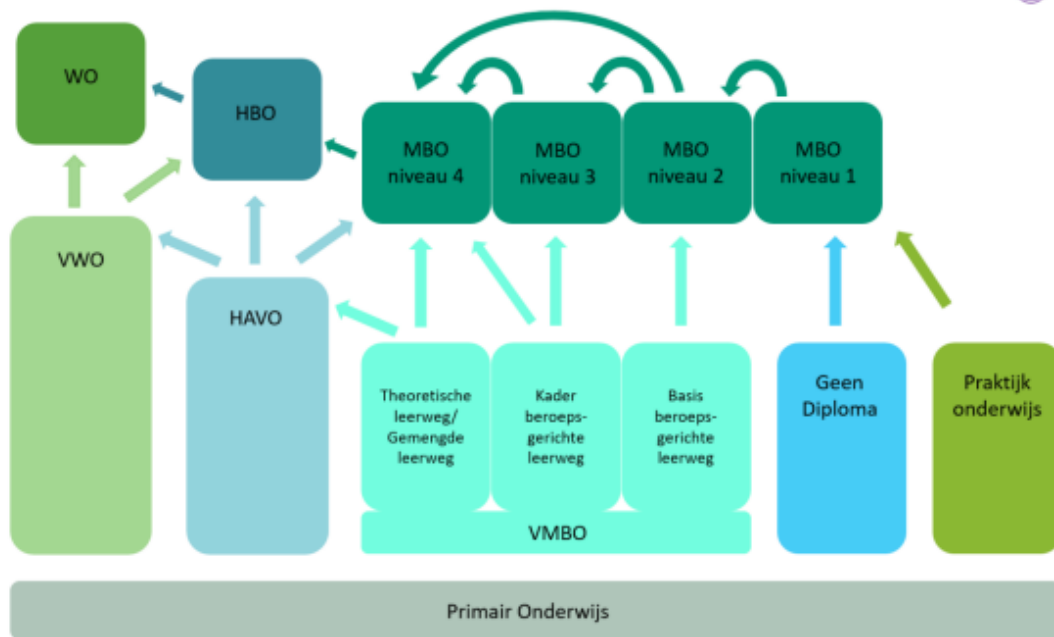 WO
HBO
MBO
niveau 4
MBO
niveau 3
MBO
niveau 2
MBO
niveau 1
VWO
HAVO
Theoretische
leerweg/
Gemengde
leerweg
Kader
beroeps-
gerichte
leerweg
Basis
beroeps-
gerichte
leerweg
Geen
Diploma
Praktijk
onderwijs
VMBO
Primair Onderwijs